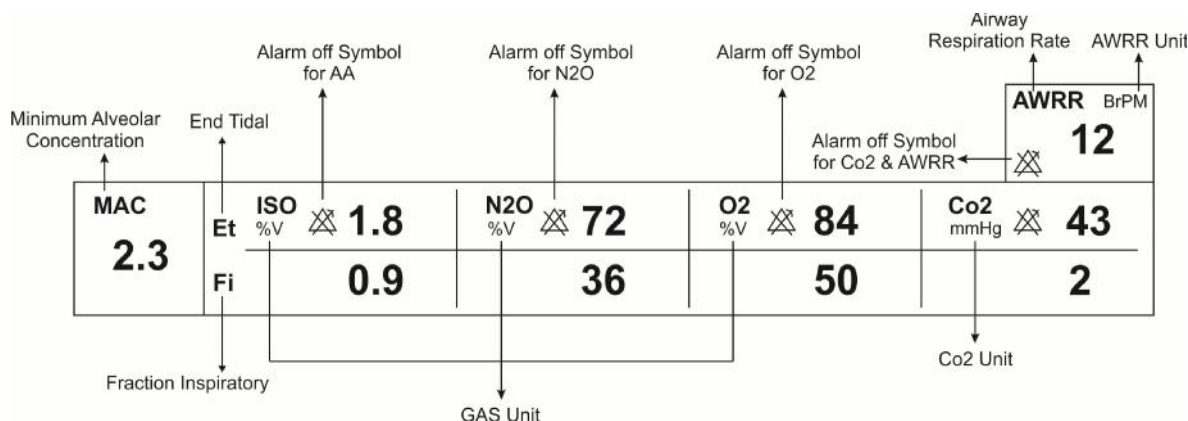 Airway
Respiration Rate
AWRR Unit
Alarm off Symbol
for AA
Alarm off Symbol
for N2O
Alarm off Symbol
for O2
AWRR BrPM
12
Minimum Alveolar
Concentration
End Tidal
Alarm off Symbol
for Co2 & AWRR
MAC
2.3
Et
ISO
%V
1.8
N2O
%V
72
O2
%V
84
Co2
mmHg
43
Fi
0.9
36
50
2
Fraction Inspiratory
GAS Unit
Co2 Unit